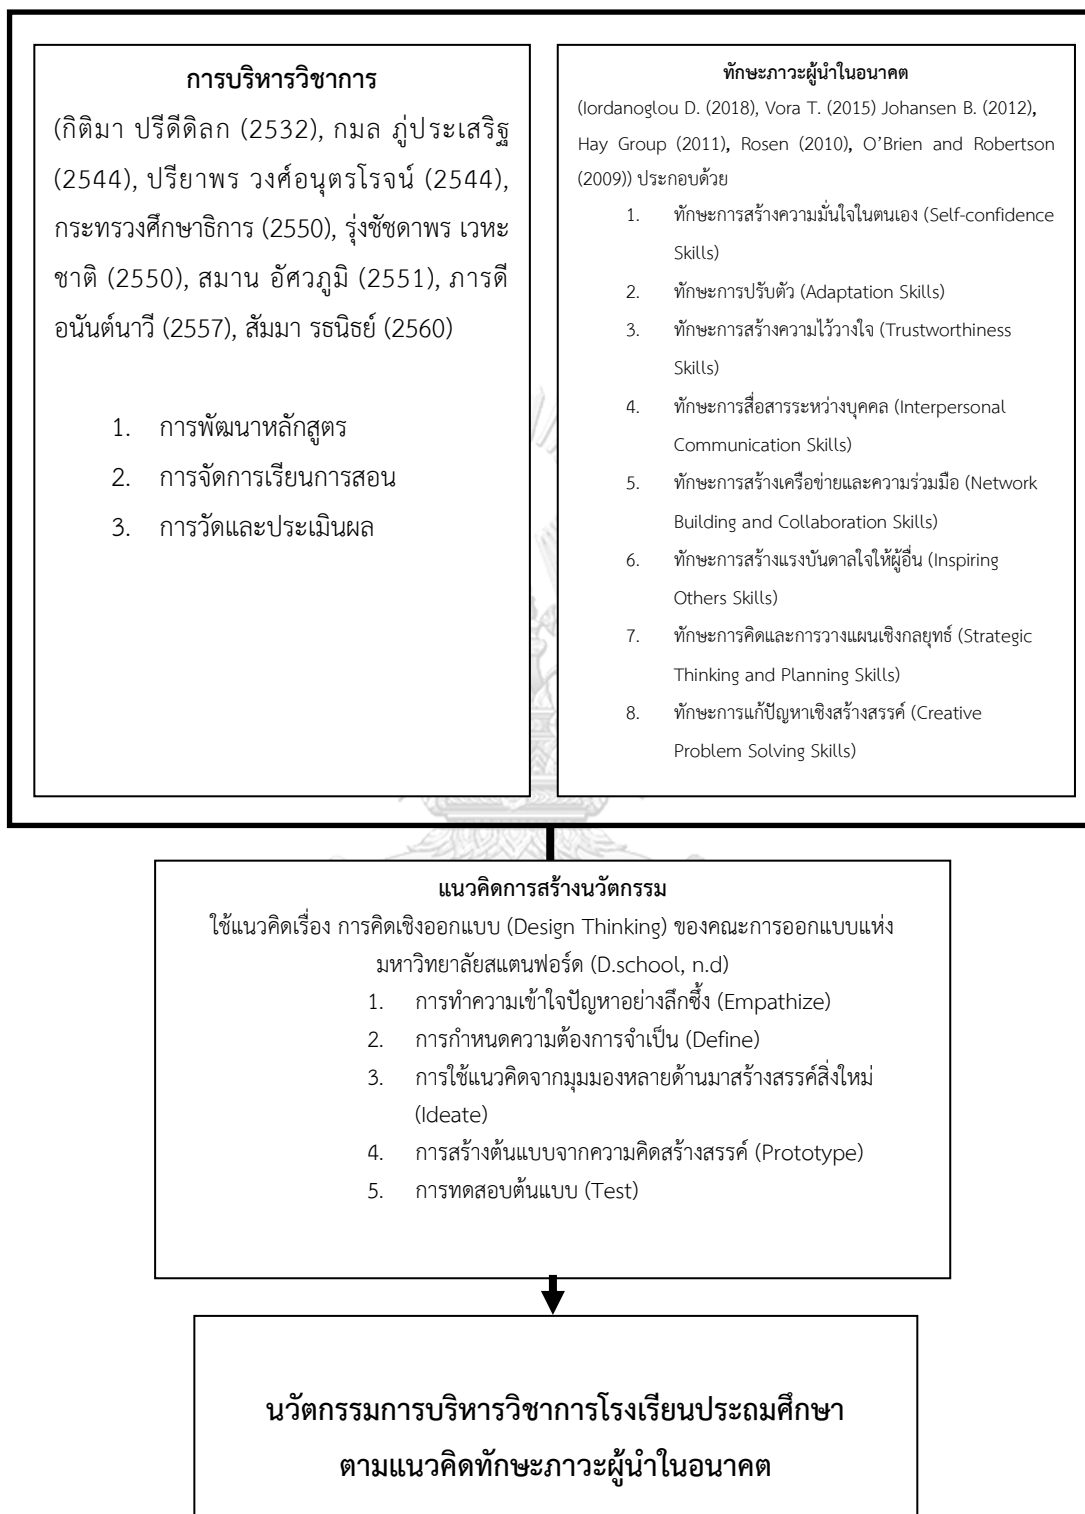 การบริหารวิชาการ
(กิติมา ปรีดีดิลก (2532), กมล ภู่ประเสริฐ
(2544), ปรียาพร วงศ์อนุตรโรจน์ (2544),
กระทรวงศึกษาธิการ (2550), รุ่งชัชดาพร เวหะ
ชาติ (2550), สมาน อัศวภูมิ (2551), ภารดี
อนันต์นาวี (2557), สัมมา รธนิธย์ (2560)
1. การพัฒนาหลักสูตร
2. การจัดการเรียนการสอน
3. การวัดและประเมินผล
ทักษะภาวะผู้นำในอนาคต
(Iordanoglou D. (2018), Vora T. (2015) Johansen B. (2012),
Hay Group (2011), Rosen (2010), O’Brien and Robertson
(2009)) ประกอบด้วย
1. ทักษะการสร้างความมั่นใจในตนเอง (Self-confidence
Skills)
2. ทักษะการปรับตัว (Adaptation Skills)
3. ทักษะการสร้างความไว้วางใจ (Trustworthiness
Skills)
4. ทักษะการสื่อสารระหว่างบุคคล (Interpersonal
Communication Skills)
5. ทักษะการสร้างเครือข่ายและความร่วมมือ (Network
Building and Collaboration Skills)
6. ทักษะการสร้างแรงบันดาลใจให้ผู้อื่น (Inspiring
Others Skills)
7. ทักษะการคิดและการวางแผนเชิงกลยุทธ์ (Strategic
Thinking and Planning Skills)
8. ทักษะการแก้ปัญหาเชิงสร้างสรรค์ (Creative
Problem Solving Skills)
แนวคิดการสร้างนวัตกรรม
ใช้แนวคิดเรื่อง การคิดเชิงออกแบบ (Design Thinking) ของคณะการออกแบบแห่ง
มหาวิทยาลัยสแตนฟอร์ด (D.school, n.d)
1. การทำความเข้าใจปัญหาอย่างลึกซึ้ง (Empathize)
2. การกำหนดความต้องการจำเป็น (Define)
3. การใช้แนวคิดจากมุมมองหลายด้านมาสร้างสรรค์สิ่งใหม่
(Ideate)
4. การสร้างต้นแบบจากความคิดสร้างสรรค์ (Prototype)
5. การทดสอบต้นแบบ (Test)
นวัตกรรมการบริหารวิชาการโรงเรียนประถมศึกษา
ตามแนวคิดทักษะภาวะผู้นำในอนาคต